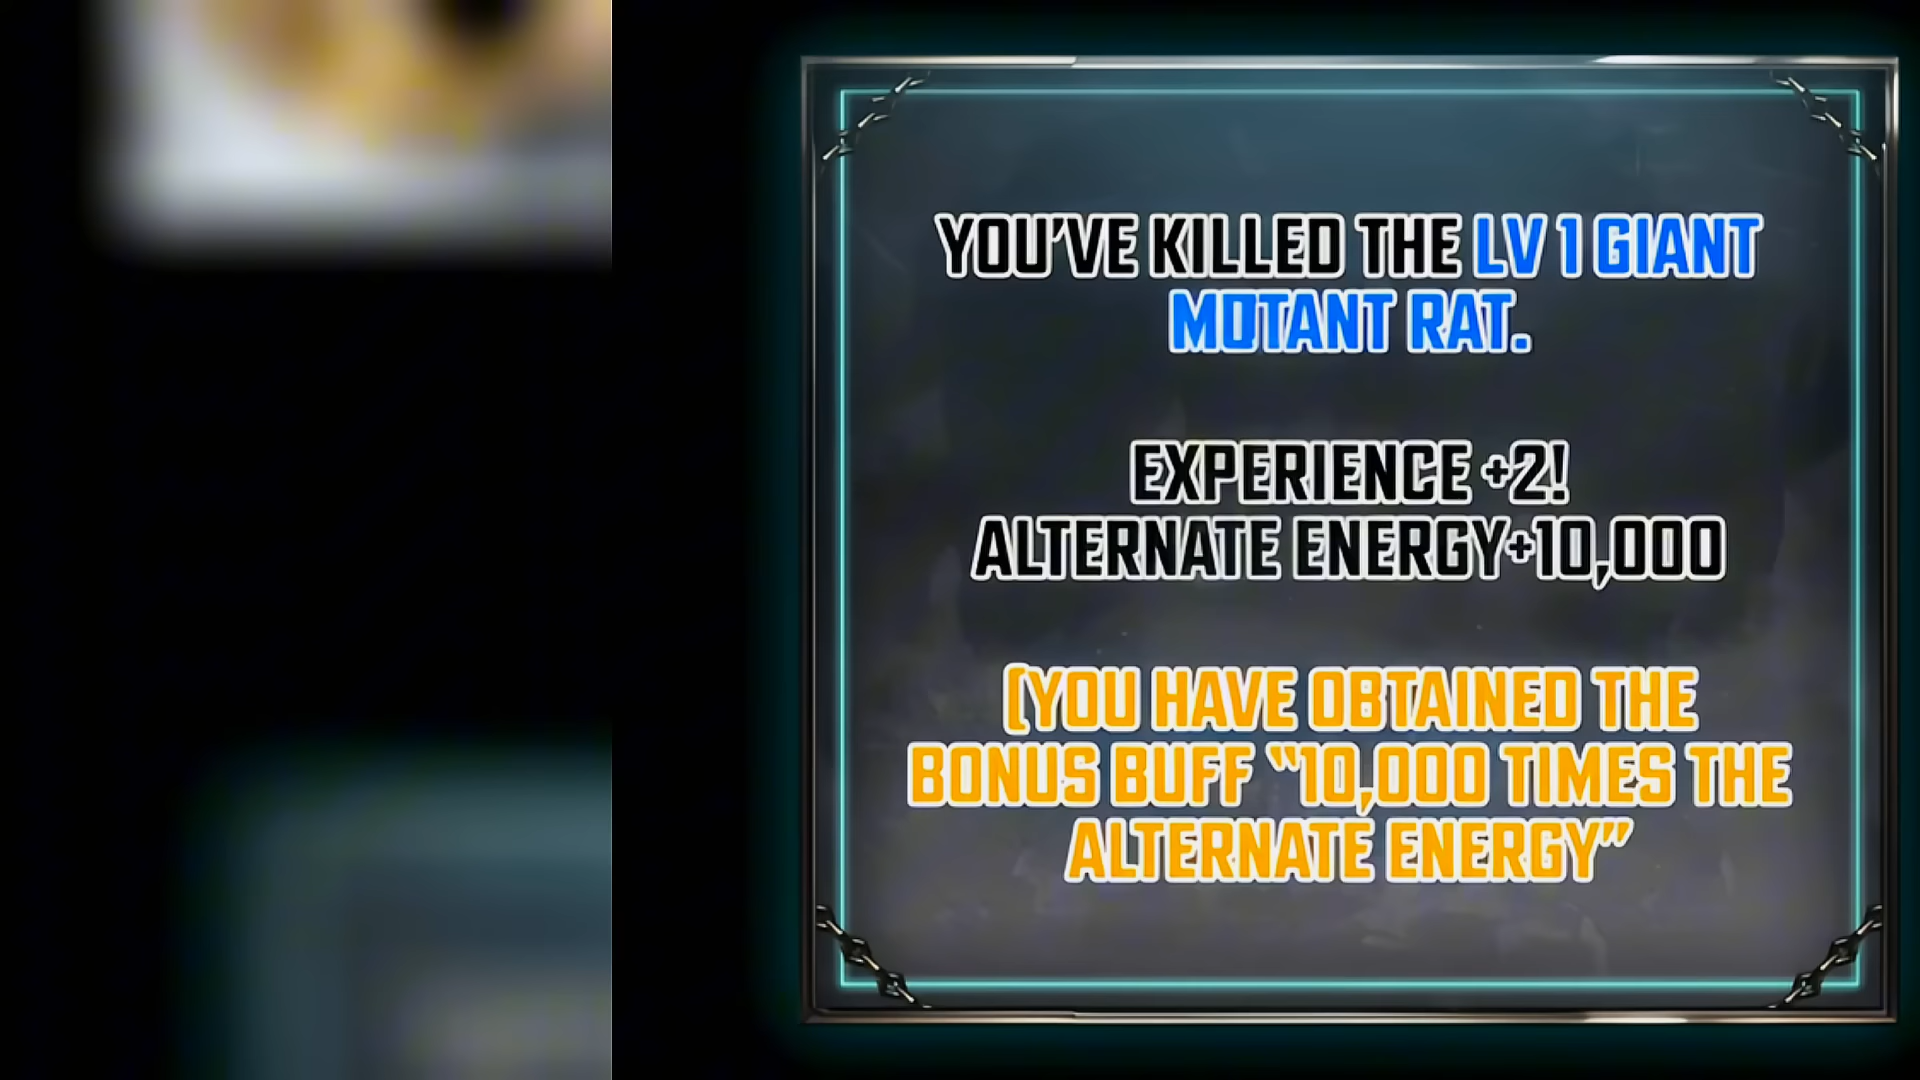 YOU'VE KILLED THE LV 1 GIANT
MUTANT RAT.
EXPERIENCE +2!
ALTERNATE ENERGY+10,000
(YOU HAVE OBTAINED THE
BONUS BUFF "10,000 TIMES THE
ALTERNATE ENERGY"